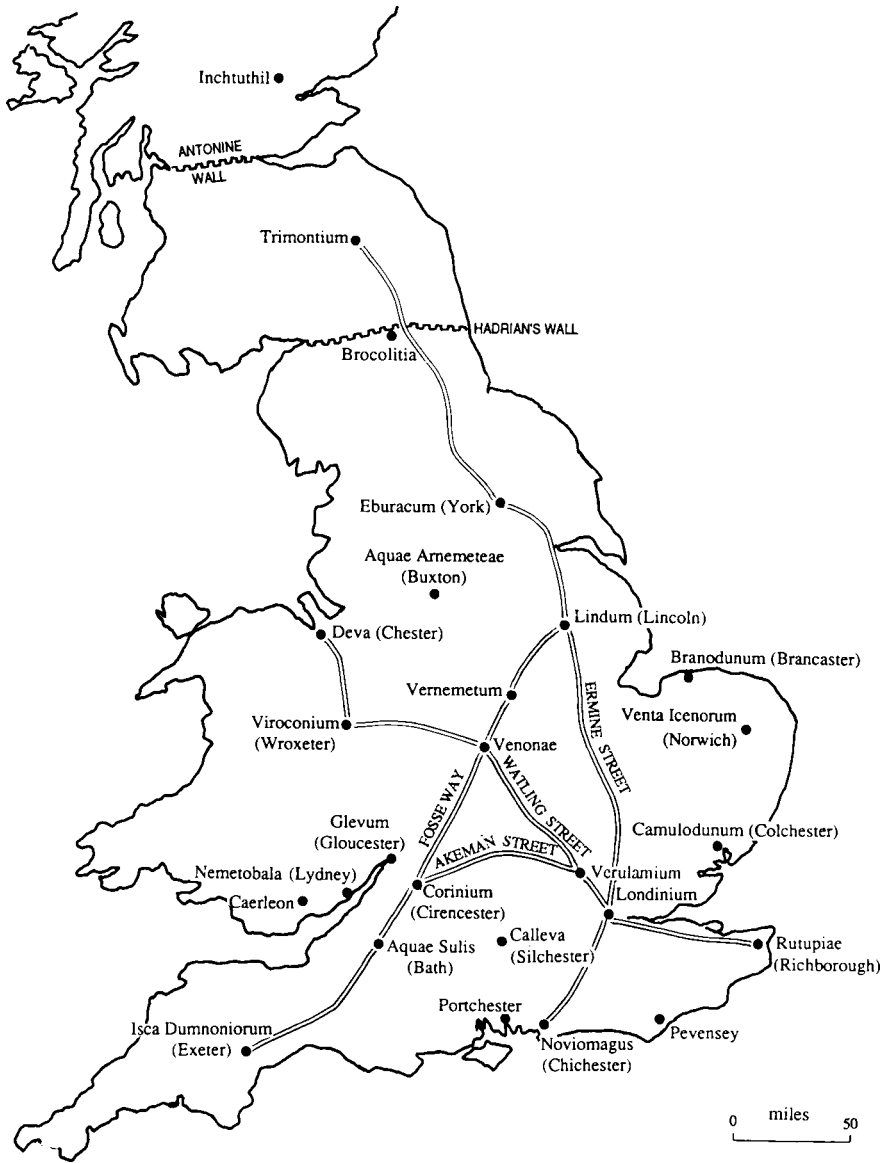 Inchtuthil
ANTONINE
WALL
Trimontium
HADRIAN'S WALL
Brocolitia
Eburacum (York)
Aquae Arnemeteae
(Buxton)
Lindum (Lincoln)
Deva (Chester)
Branodunum (Brancaster)
Vernemetum
ERMINE STREET
Venta Icenorum
(Norwich)
Viroconium
(Wroxeter)
Venonae
FOSSE WAY
WATLING STREET
Glevum
(Gloucester)
AKEMAN STREET
Camulodunum (Colchester)
Nemetobala (Lydney)
Verulamium
Caerleon
Corinium
(Cirencester)
Londinium
Aquae Sulis
(Bath)
Calleva
(Silchester)
Rutupiae
(Richborough)
Portchester
Isca Dumnoniorum
(Exeter)
Noviomagus
(Chichester)
Pevensey
0 miles 50